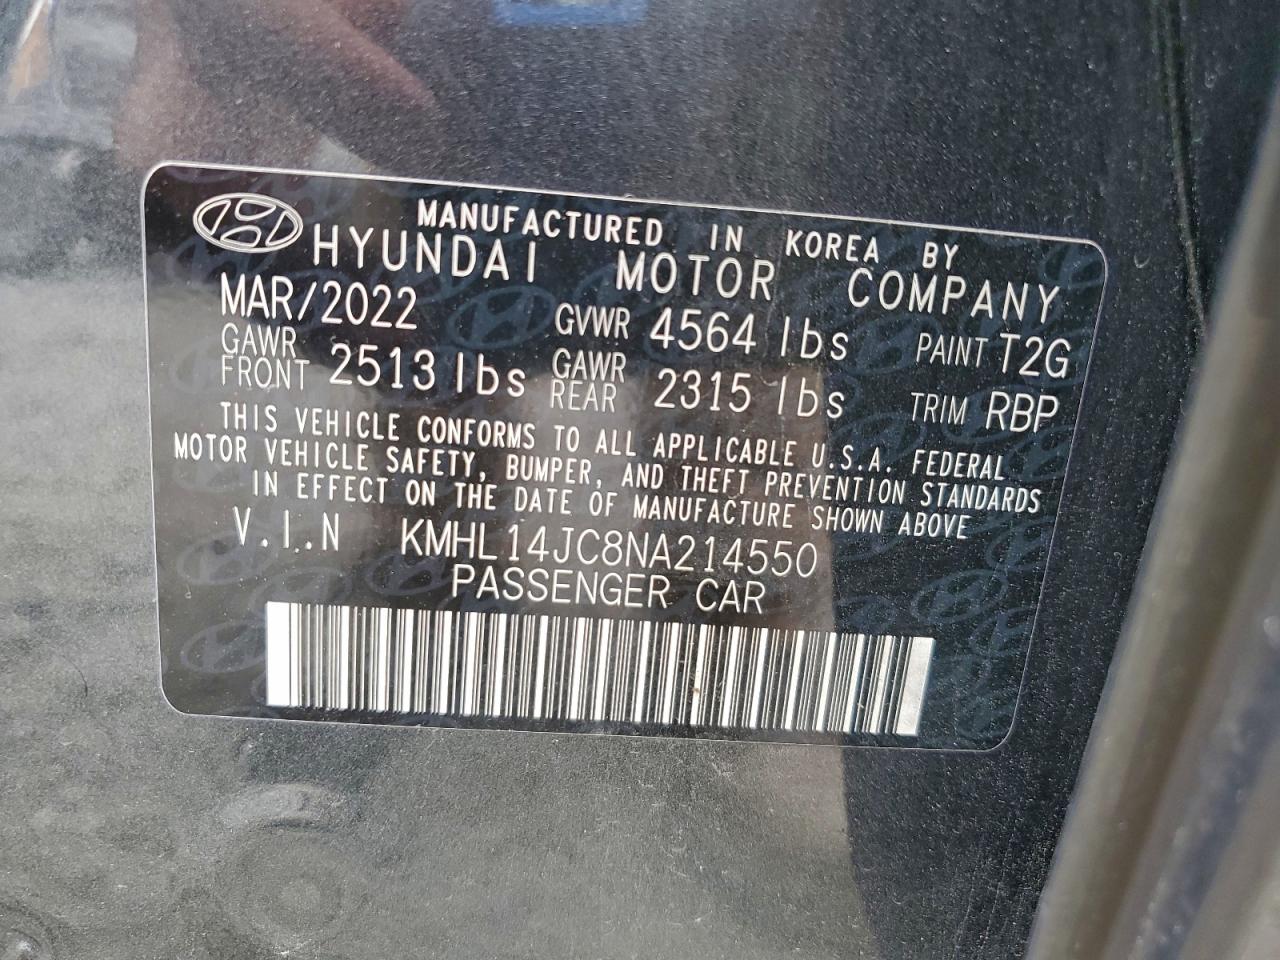 MANUFACTURED IN KOREA BY
HYUNDAI MOTOR COMPANY
MAR/2022 GVWR 4564 lbs PAINT T2G
GAWR FRONT 2513 lbs GAWR REAR 2315 lbs TRIM RBP
THIS VEHICLE CONFORMS TO ALL APPLICABLE U.S.A. FEDERAL
MOTOR VEHICLE SAFETY, BUMPER, AND THEFT PREVENTION STANDARDS
IN EFFECT ON THE DATE OF MANUFACTURE SHOWN ABOVE
V.I.N KMHL14JC8NA214550
PASSENGER CAR